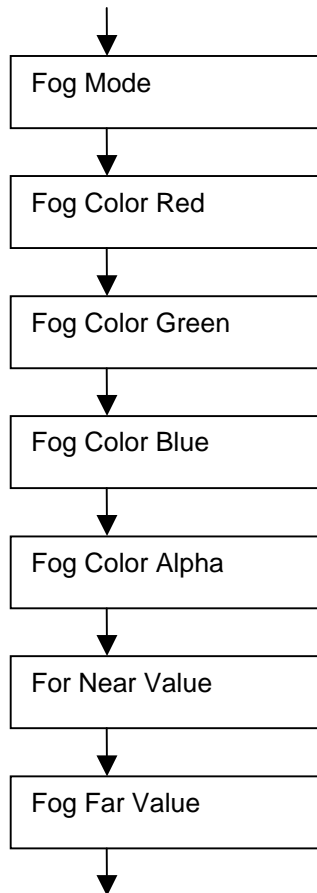 Fog Mode
Fog Color Red
Fog Color Green
Fog Color Blue
Fog Color Alpha
For Near Value
Fog Far Value